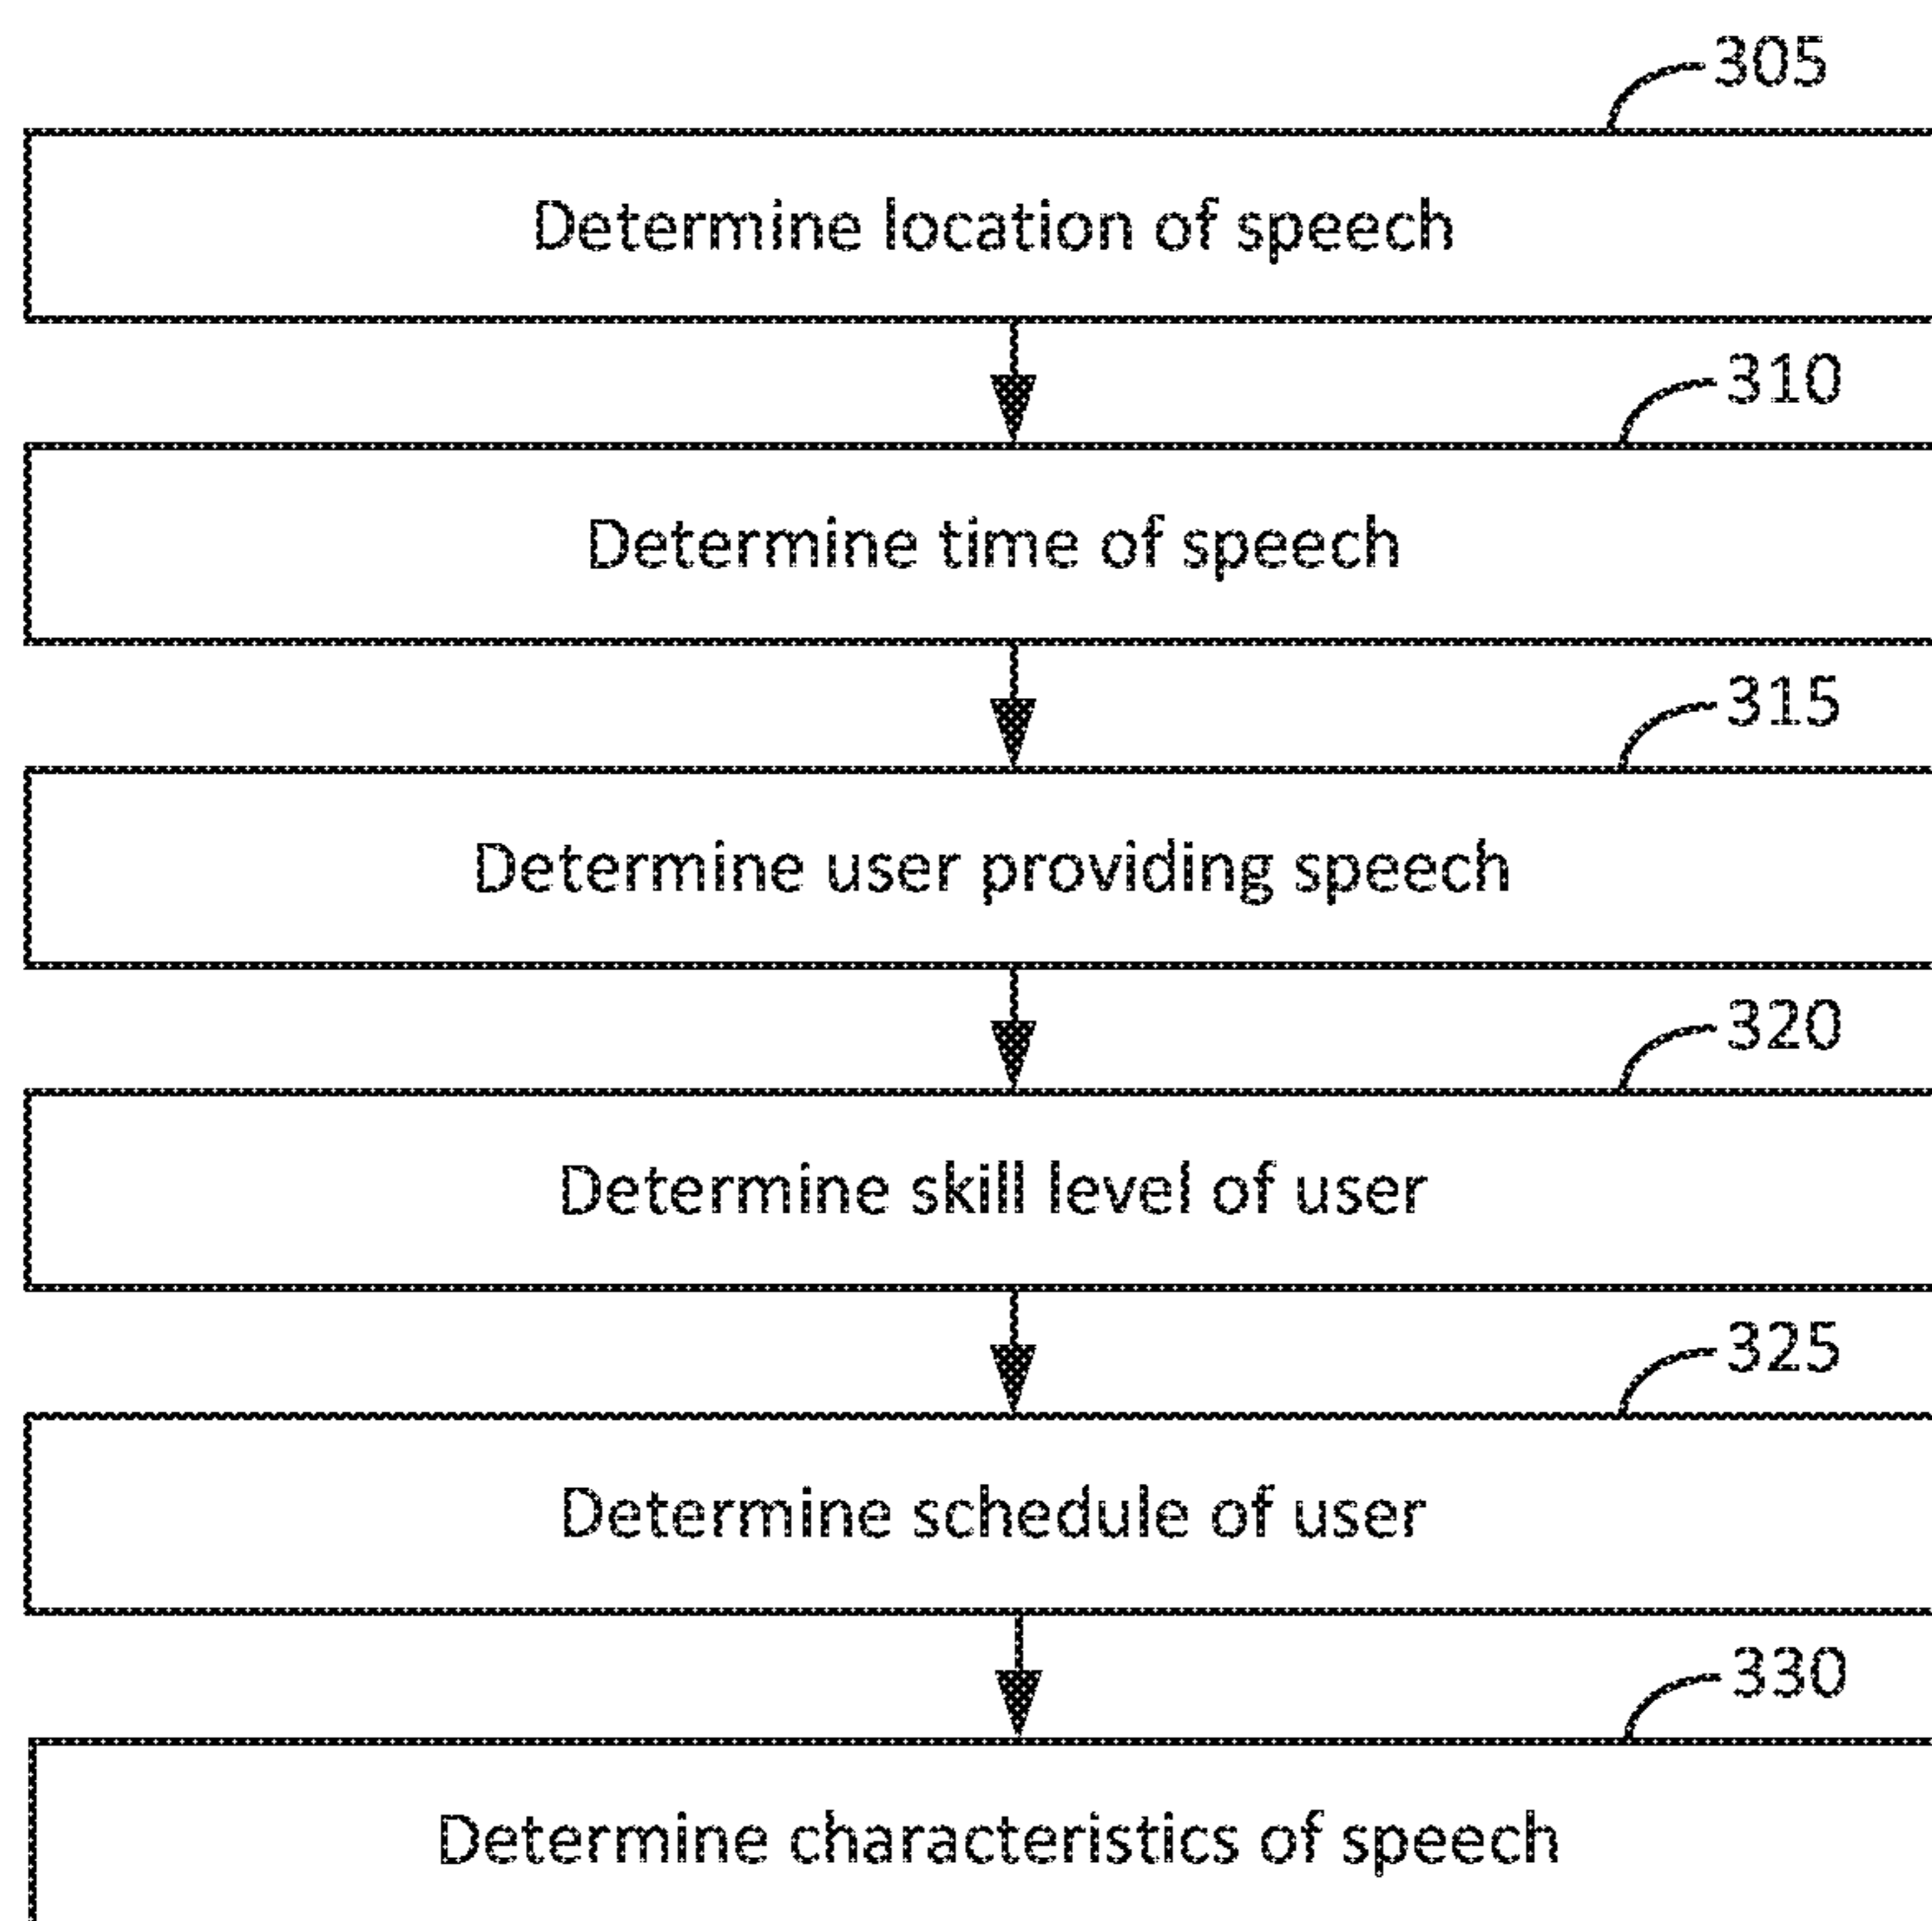 305
Determine location of speech
310
Determine time of speech
315
Determine user providing speech
320
Determine skill level of user
325
Determine schedule of user
330
Determine characteristics of speech